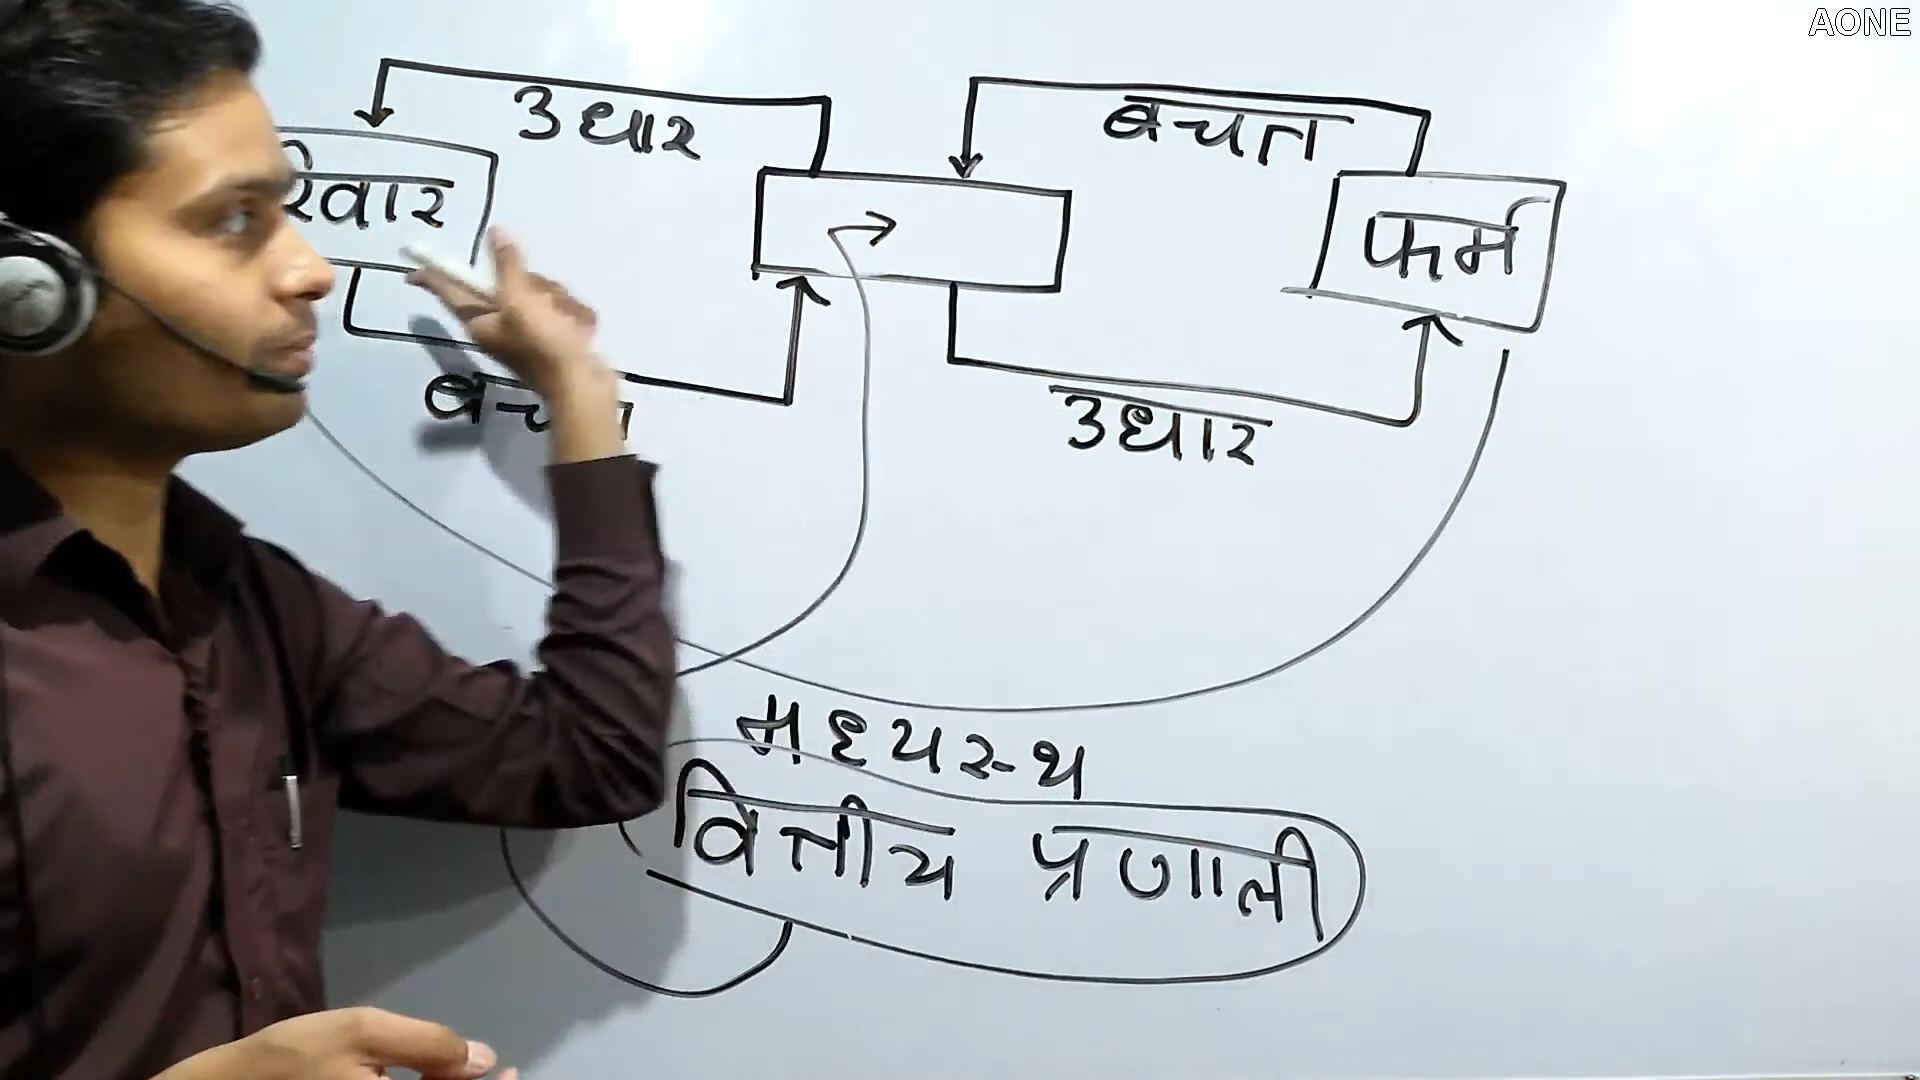 AONE
उधार
बचत
रिवार
फर्म
उधार
मध्यस्थ
वित्तीय प्रणाली